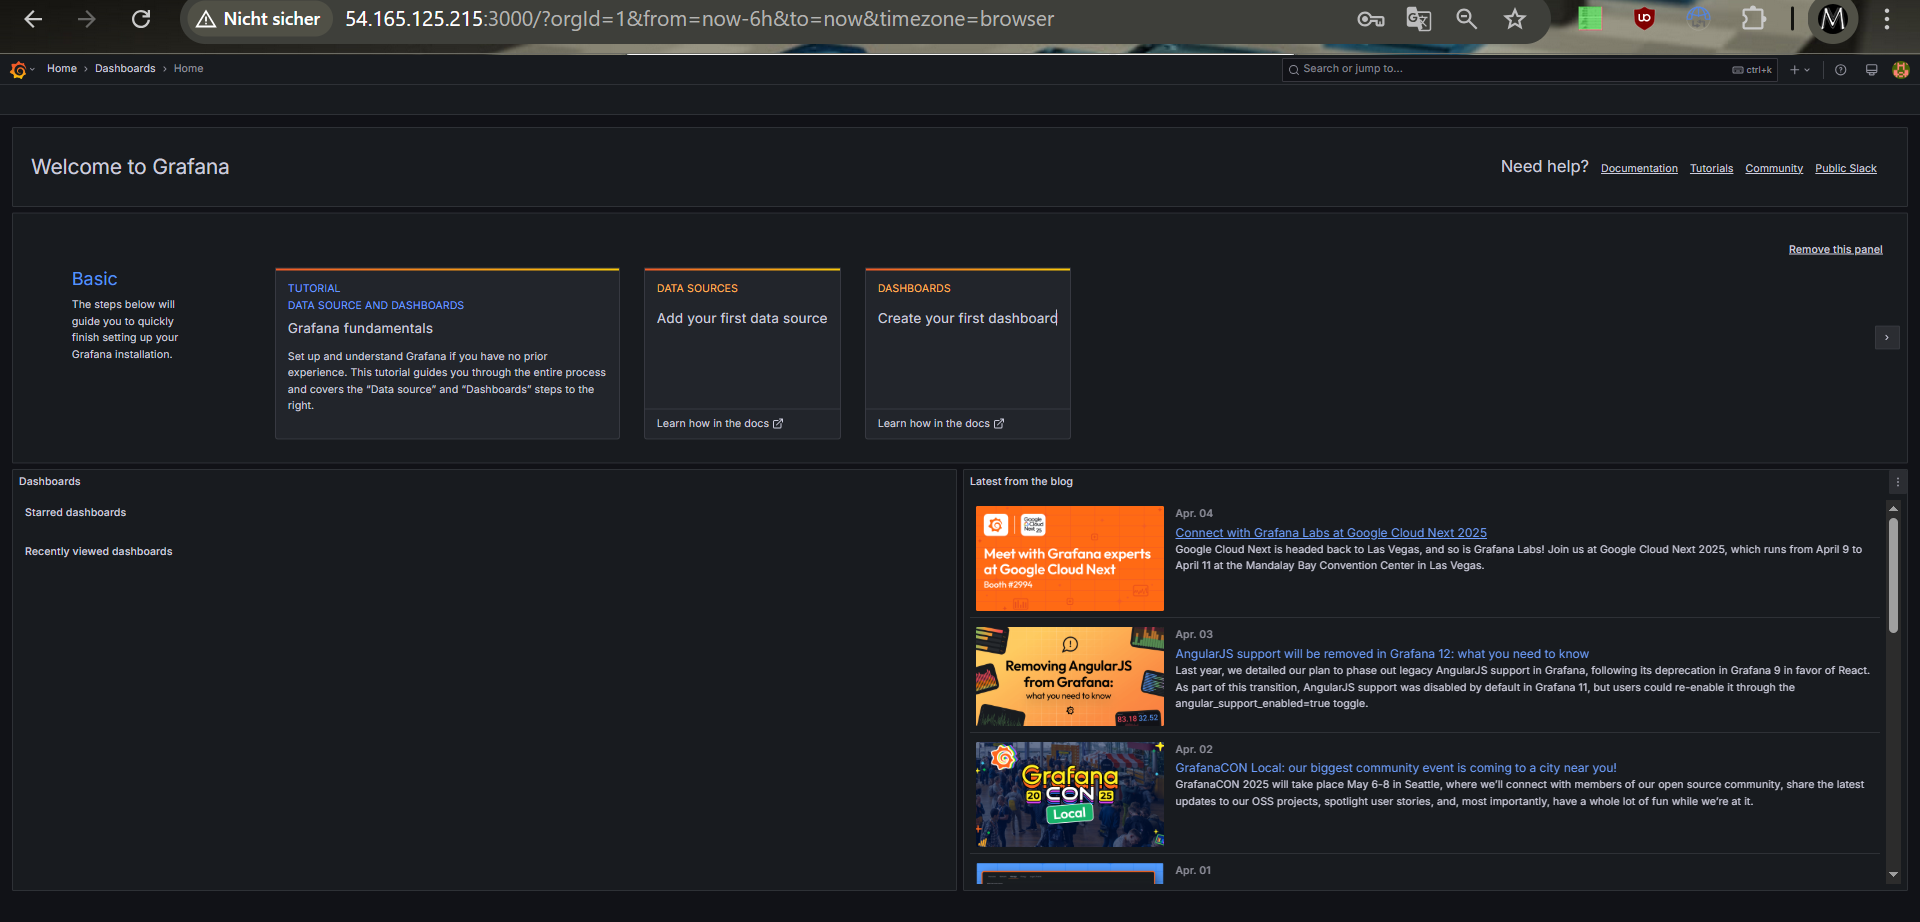 Nicht sicher
54.165.125.215:3000/?orgId=1&from=now-6h&to=now&timezone=browser
M
Home › Dashboards › Home
Search or jump to...
ctrl+k
Welcome to Grafana
Need help?
Documentation
Tutorials
Community
Public Slack
Remove this panel
Basic
The steps below will
guide you to quickly
finish setting up your
Grafana installation.
TUTORIAL
DATA SOURCE AND DASHBOARDS
Grafana fundamentals
Set up and understand Grafana if you have no prior
experience. This tutorial guides you through the entire process
and covers the “Data source” and “Dashboards” steps to the
right.
DATA SOURCES
Add your first data source
Learn how in the docs
DASHBOARDS
Create your first dashboard
Learn how in the docs
Dashboards
Starred dashboards
Recently viewed dashboards
Latest from the blog
Google Cloud
Next 25
Meet with Grafana experts
at Google Cloud Next
Booth #2994
Apr. 04
Connect with Grafana Labs at Google Cloud Next 2025
Google Cloud Next is headed back to Las Vegas, and so is Grafana Labs! Join us at Google Cloud Next 2025, which runs from April 9 to
April 11 at the Mandalay Bay Convention Center in Las Vegas.
Removing AngularJS
from Grafana:
what you need to know
83.18 32.52
Apr. 03
AngularJS support will be removed in Grafana 12: what you need to know
Last year, we detailed our plan to phase out legacy AngularJS support in Grafana, following its deprecation in Grafana 9 in favor of React.
As part of this transition, AngularJS support was disabled by default in Grafana 11, but users could re-enable it through the
angular_support_enabled=true toggle.
Grafana
20 CON 25
Local
Apr. 02
GrafanaCON Local: our biggest community event is coming to a city near you!
GrafanaCON 2025 will take place May 6-8 in Seattle, where we’ll connect with members of our open source community, share the latest
updates to our OSS projects, spotlight user stories, and, most importantly, have a whole lot of fun while we’re at it.
Apr. 01